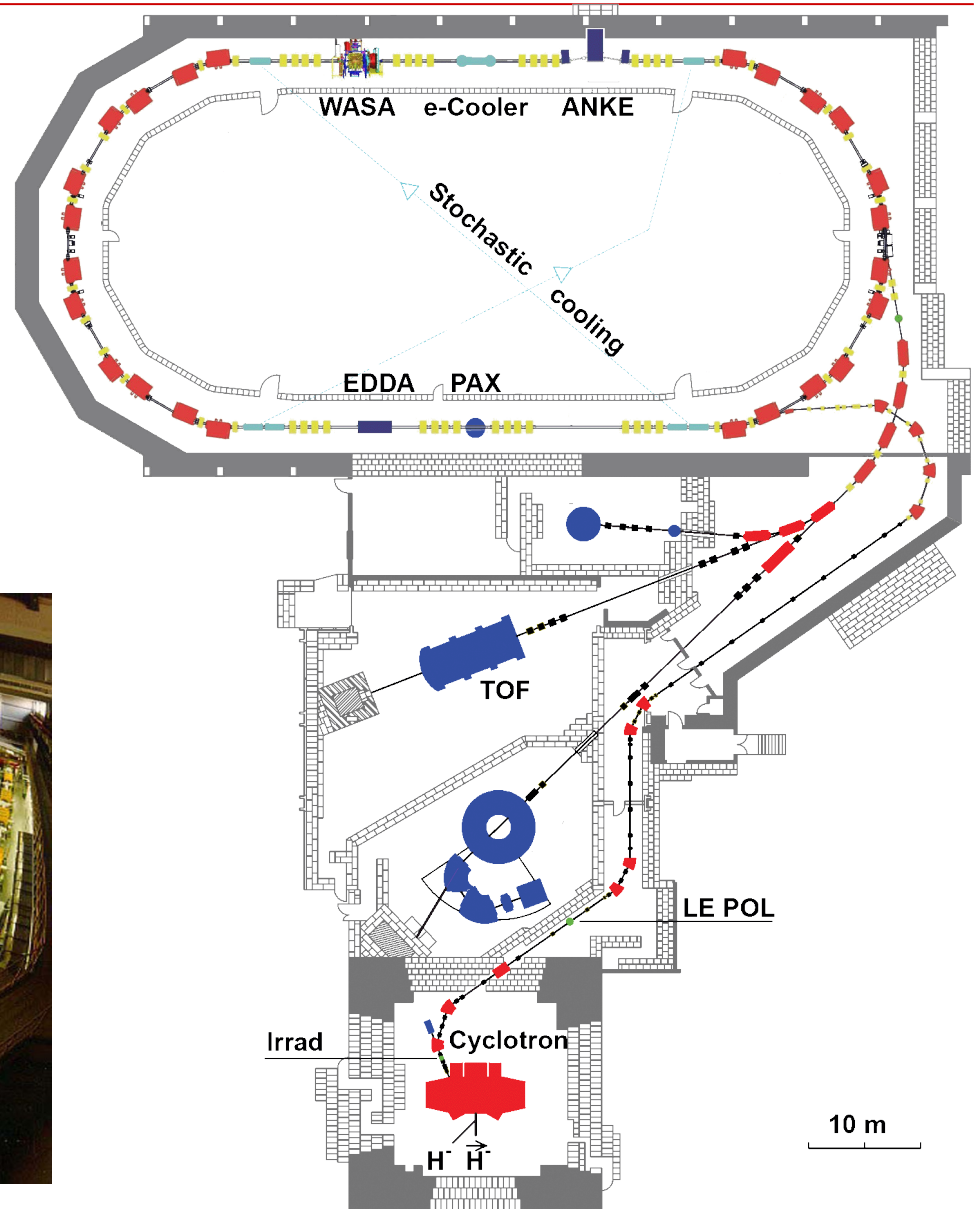 WASA e-Cooler ANKE
Stochastic cooling
EDDA PAX
TOF
LE POL
Irrad
Cyclotron
10 m
H⁻ H⃗⁻